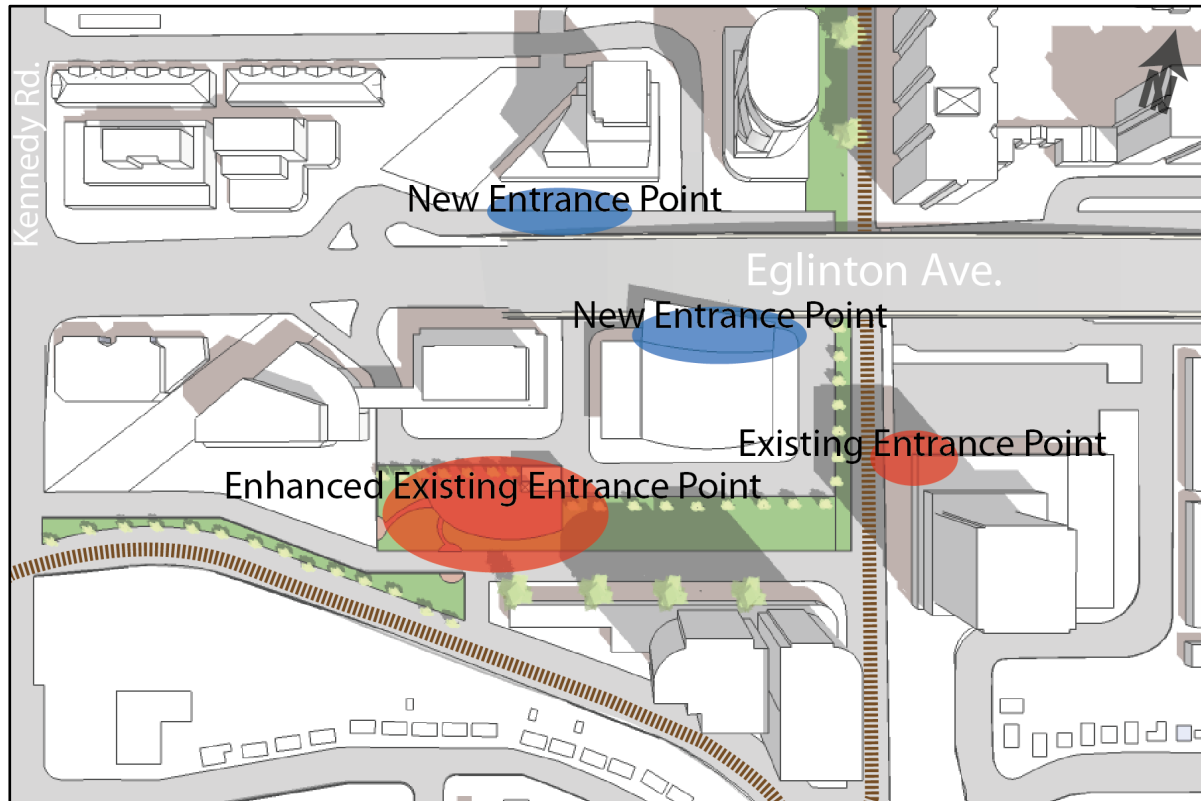 Kennedy Rd.
N
New Entrance Point
Eglinton Ave.
New Entrance Point
Existing Entrance Point
Enhanced Existing Entrance Point